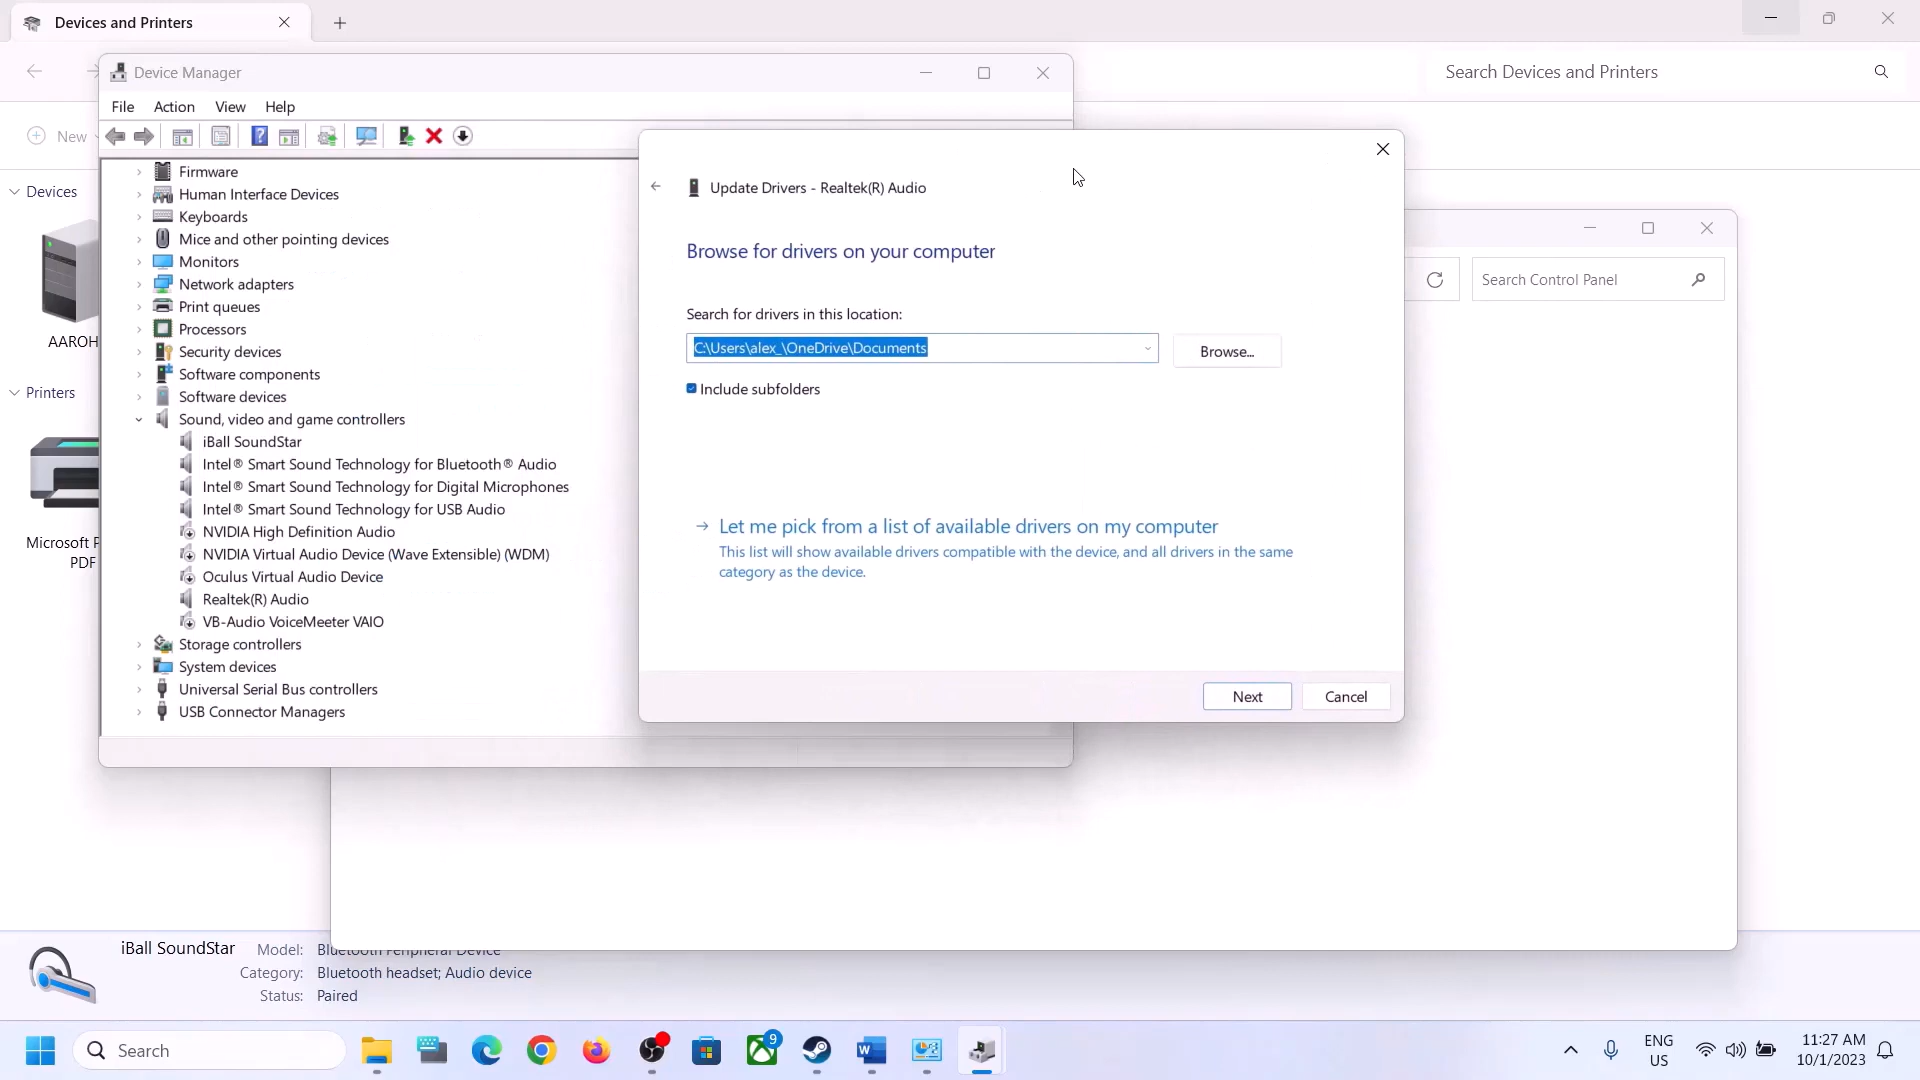 Devices and Printers
Search Devices and Printers
Device Manager
File Action View Help
New
Devices
AAROH
Printers
PDF
Firmware
Human Interface Devices
Keyboards
Mice and other pointing devices
Monitors
Network adapters
Print queues
Processors
Security devices
Software components
Software devices
Sound, video and game controllers
iBall SoundStar
Intel® Smart Sound Technology for Bluetooth® Audio
Intel® Smart Sound Technology for Digital Microphones
Intel® Smart Sound Technology for USB Audio
NVIDIA High Definition Audio
NVIDIA Virtual Audio Device (Wave Extensible) (WDM)
Oculus Virtual Audio Device
Realtek(R) Audio
VB-Audio VoiceMeeter VAIO
Storage controllers
System devices
Universal Serial Bus controllers
USB Connector Managers
Update Drivers - Realtek(R) Audio
Browse for drivers on your computer
Search for drivers in this location:
C:\Users\alex_\OneDrive\Documents
Browse...
Include subfolders
Let me pick from a list of available drivers on my computer
This list will show available drivers compatible with the device, and all drivers in the same
category as the device.
Next
Cancel
Search Control Panel
Microsoft P
iBall SoundStar
Model: Bluetooth Peripheral Device
Category: Bluetooth headset; Audio device
Status: Paired
Search
9
ENG
US
11:27 AM
10/1/2023